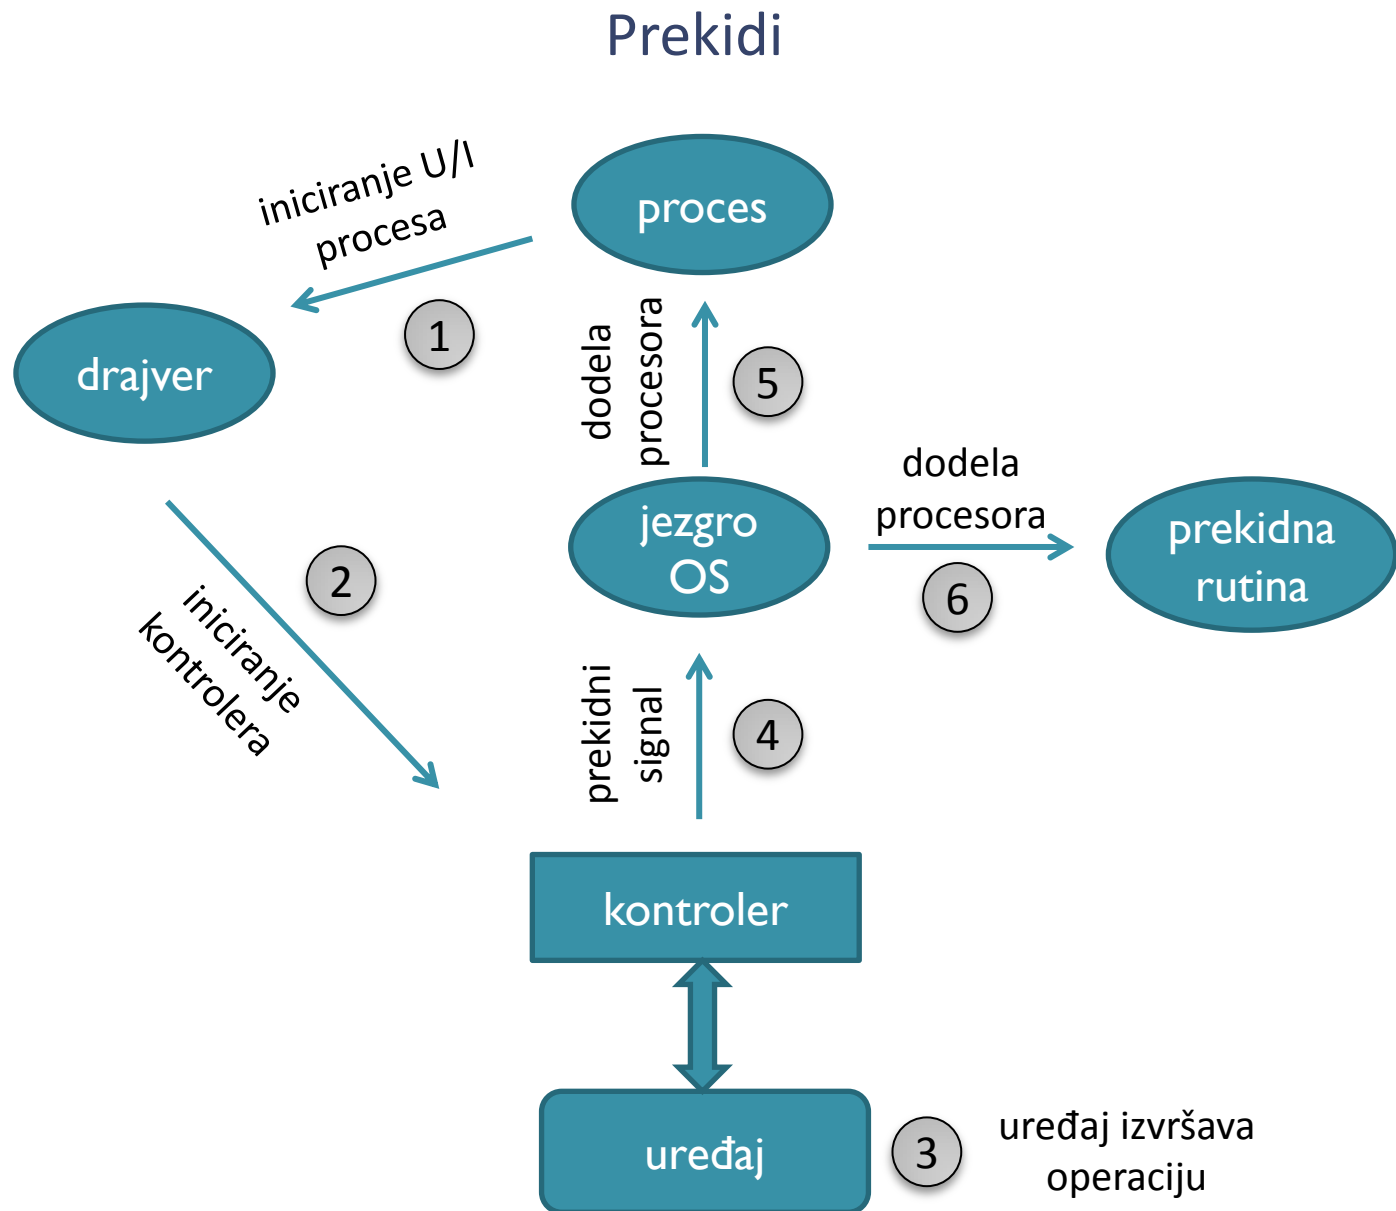 Prekidi
iniciranje U/I
procesa
proces
1
drajver
dodela
procesora
5
2
iniciranje
kontrolera
jezgro
OS
dodela
procesora
6
prekidna
rutina
prekidni
signal
4
kontroler
uređaj
3
uređaj izvršava
operaciju